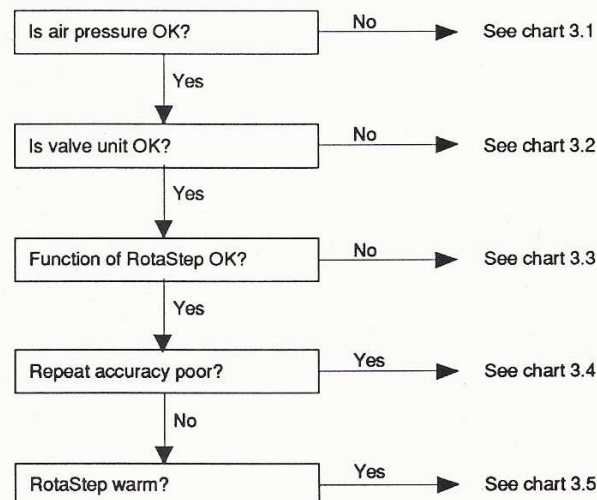 Is air pressure OK?
No
See chart 3.1
Yes
Is valve unit OK?
No
See chart 3.2
Yes
Function of RotaStep OK?
No
See chart 3.3
Yes
Repeat accuracy poor?
Yes
See chart 3.4
No
RotaStep warm?
Yes
See chart 3.5